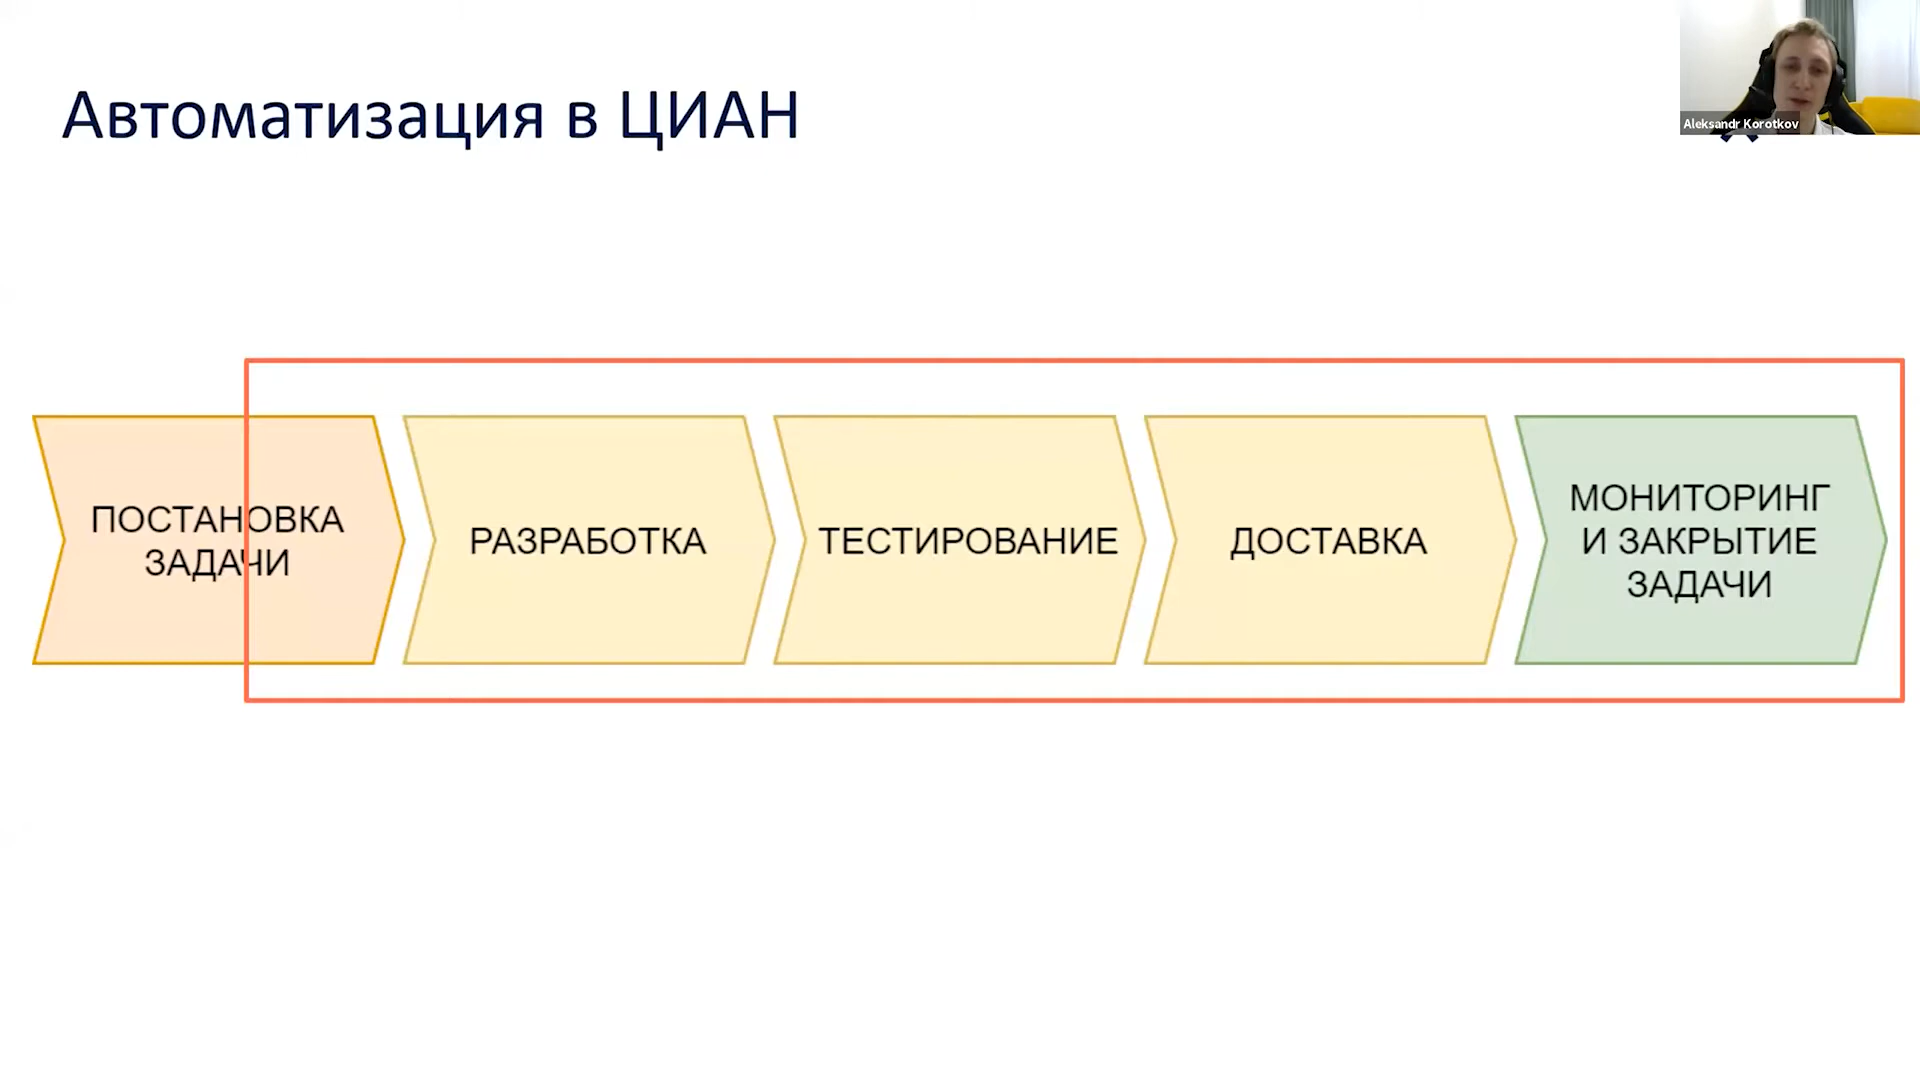 Автоматизация в ЦИАН
Aleksandr Korotkov
ПОСТАНОВКА
ЗАДАЧИ
РАЗРАБОТКА
ТЕСТИРОВАНИЕ
ДОСТАВКА
МОНИТОРИНГ
И ЗАКРЫТИЕ
ЗАДАЧИ